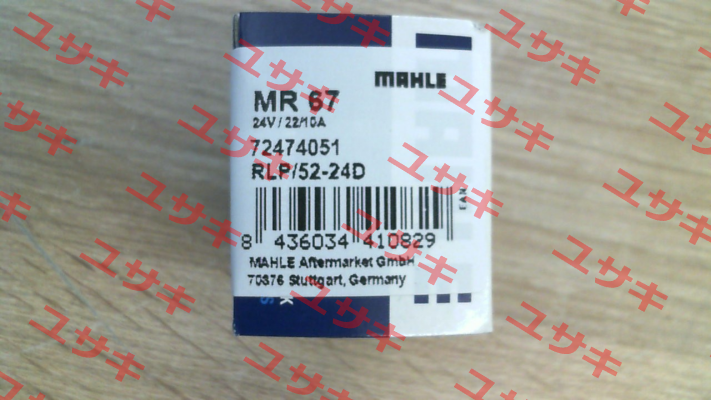 MAHLE
MR 67
24V / 22/10A
72474051
RLP/52-24D
EAN
8 436034 410829
MAHLE Aftermarket GmbH
70376 Stuttgart, Germany
ユサキ